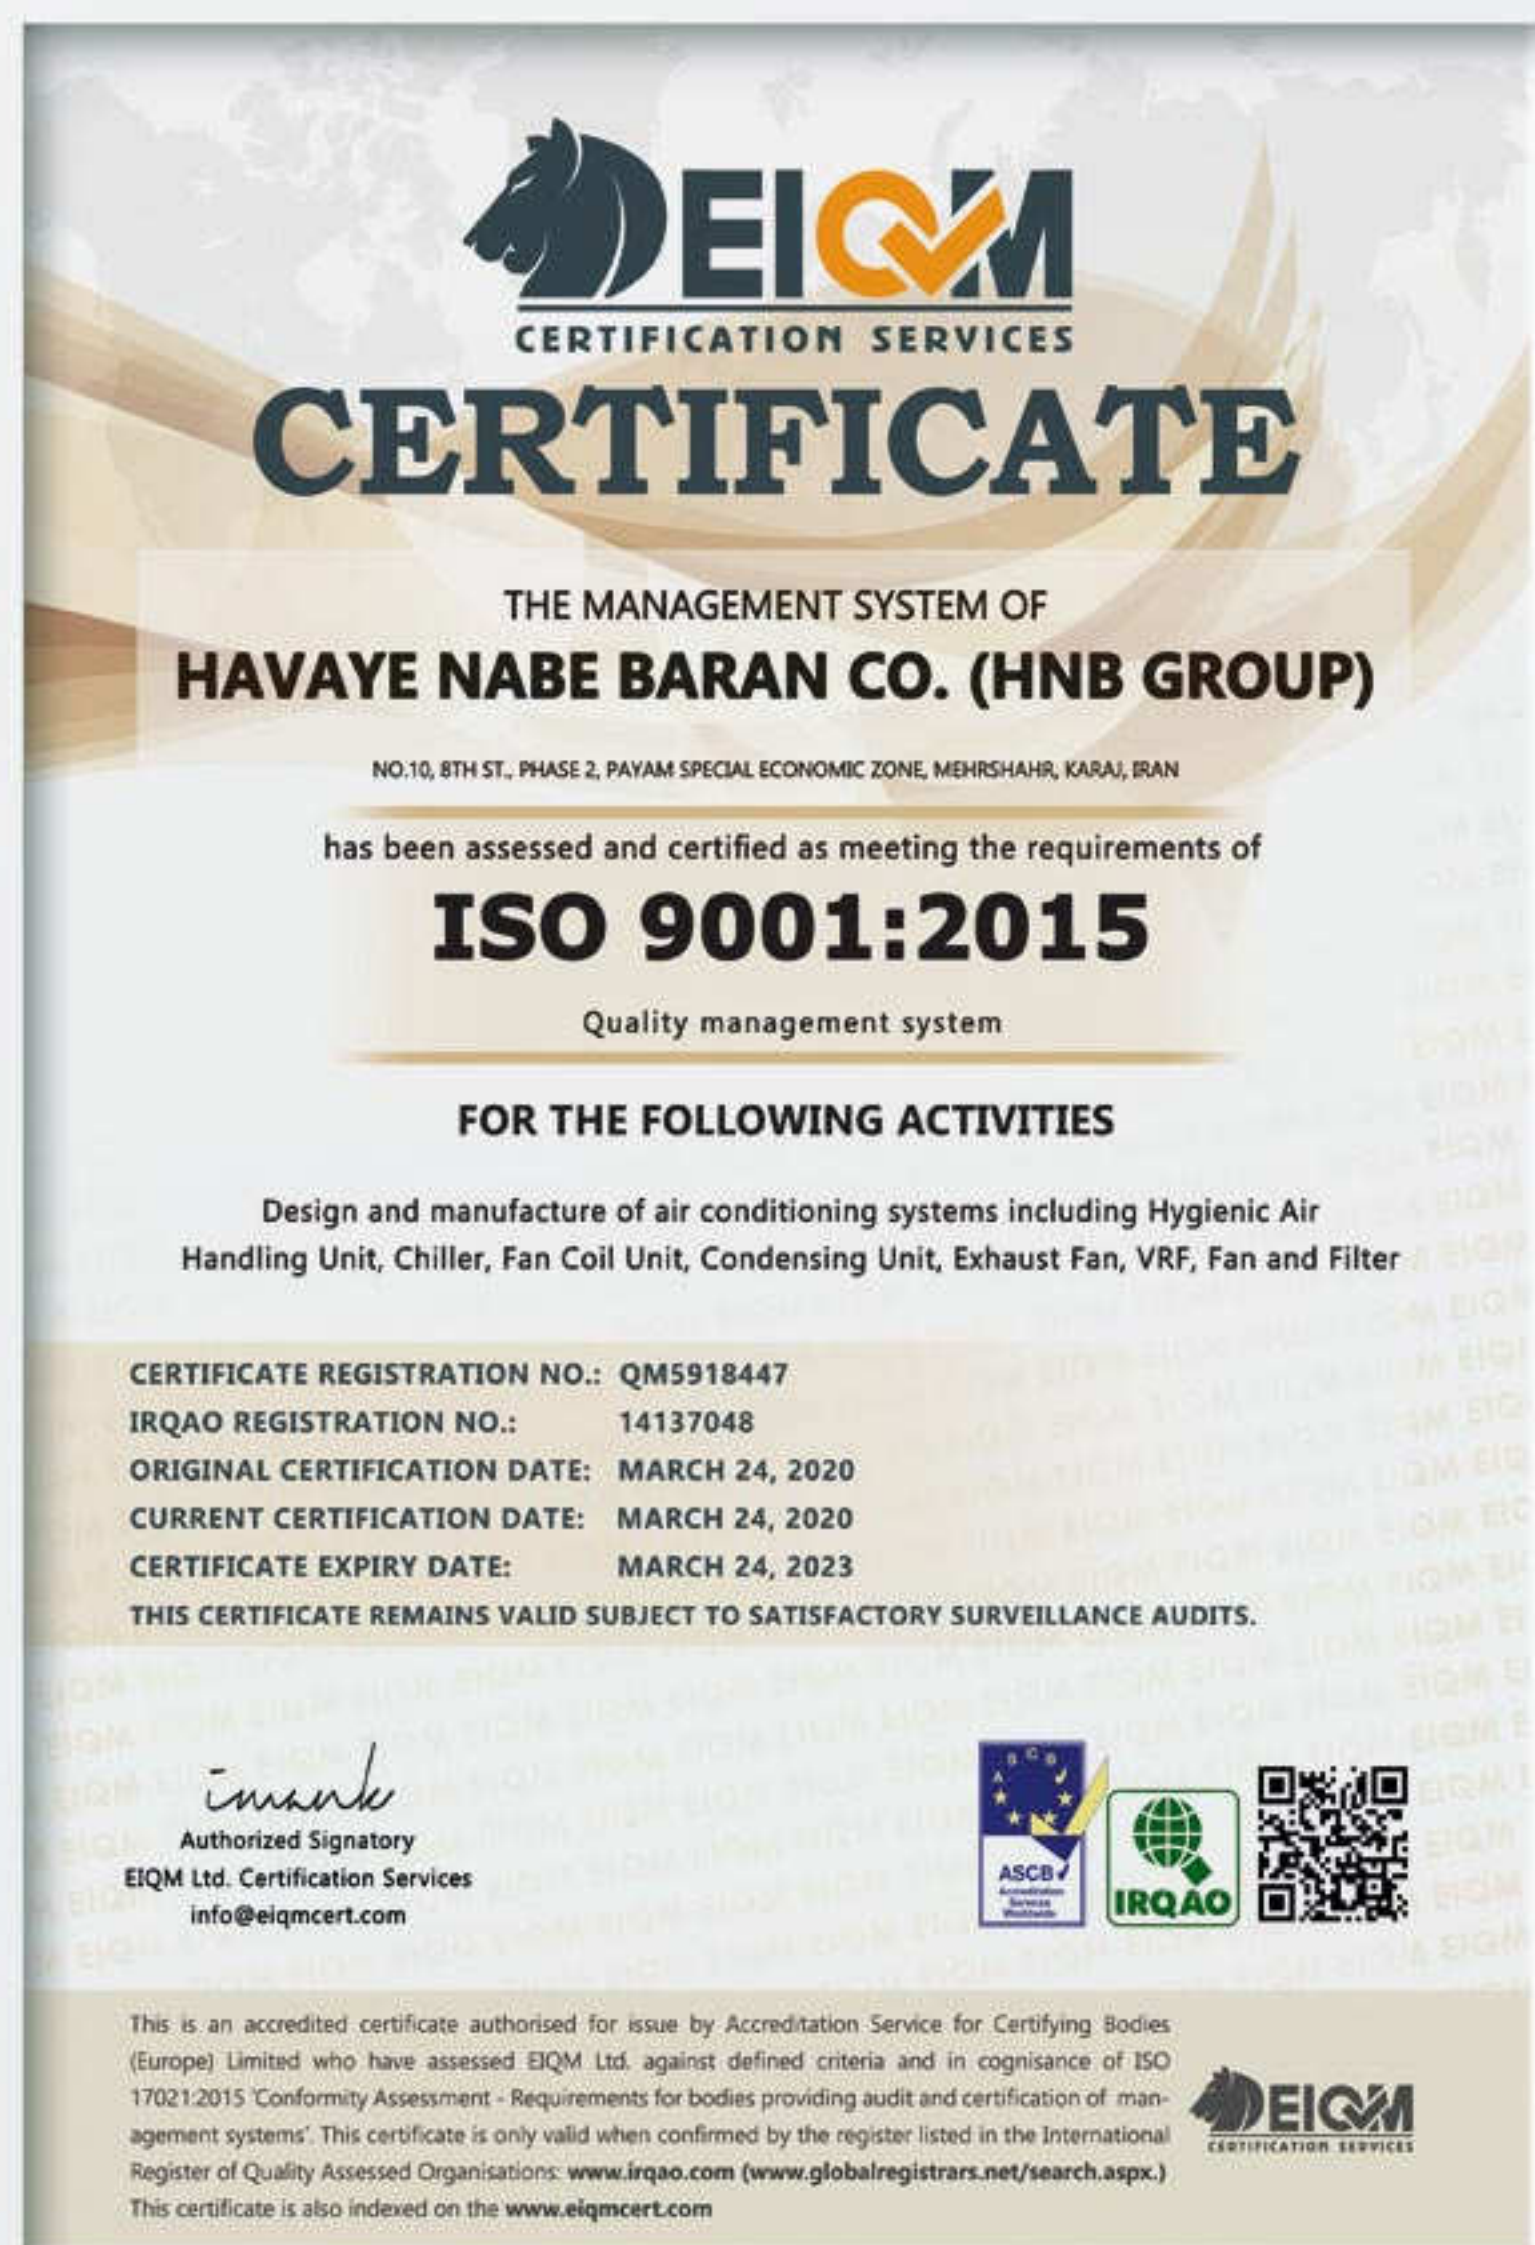 EIQM
CERTIFICATION SERVICES
CERTIFICATE
THE MANAGEMENT SYSTEM OF
HAVAYE NABE BARAN CO. (HNB GROUP)
NO.10, 8TH ST., PHASE 2, PAYAM SPECIAL ECONOMIC ZONE, MEHRSHAHR, KARAJ, IRAN
has been assessed and certified as meeting the requirements of
ISO 9001:2015
Quality management system
FOR THE FOLLOWING ACTIVITIES
Design and manufacture of air conditioning systems including Hygienic Air
Handling Unit, Chiller, Fan Coil Unit, Condensing Unit, Exhaust Fan, VRF, Fan and Filter
CERTIFICATE REGISTRATION NO.: QM5918447
IRQAO REGISTRATION NO.: 14137048
ORIGINAL CERTIFICATION DATE: MARCH 24, 2020
CURRENT CERTIFICATION DATE: MARCH 24, 2020
CERTIFICATE EXPIRY DATE: MARCH 24, 2023
THIS CERTIFICATE REMAINS VALID SUBJECT TO SATISFACTORY SURVEILLANCE AUDITS.
Authorized Signatory
EIQM Ltd. Certification Services
info@eiqmcert.com
A S C B
ASCB
Accreditation
Services
Worldwide
IRQAO
This is an accredited certificate authorised for issue by Accreditation Service for Certifying Bodies
(Europe) Limited who have assessed EIQM Ltd. against defined criteria and in cognisance of ISO
17021:2015 'Conformity Assessment - Requirements for bodies providing audit and certification of man-
agement systems'. This certificate is only valid when confirmed by the register listed in the International
Register of Quality Assessed Organisations: www.irqao.com (www.globalregistrars.net/search.aspx.)
This certificate is also indexed on the www.eiqmcert.com
EIQM
CERTIFICATION SERVICES